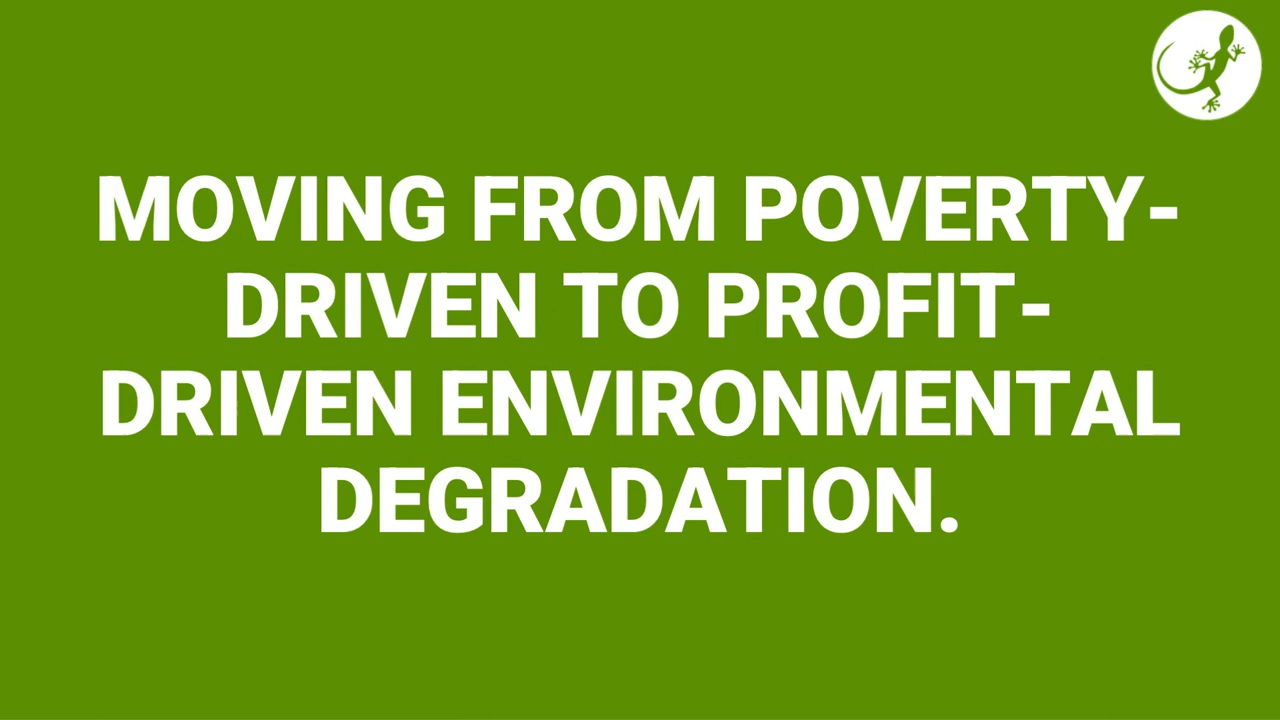 MOVING FROM POVERTY-
DRIVEN TO PROFIT-
DRIVEN ENVIRONMENTAL
DEGRADATION.